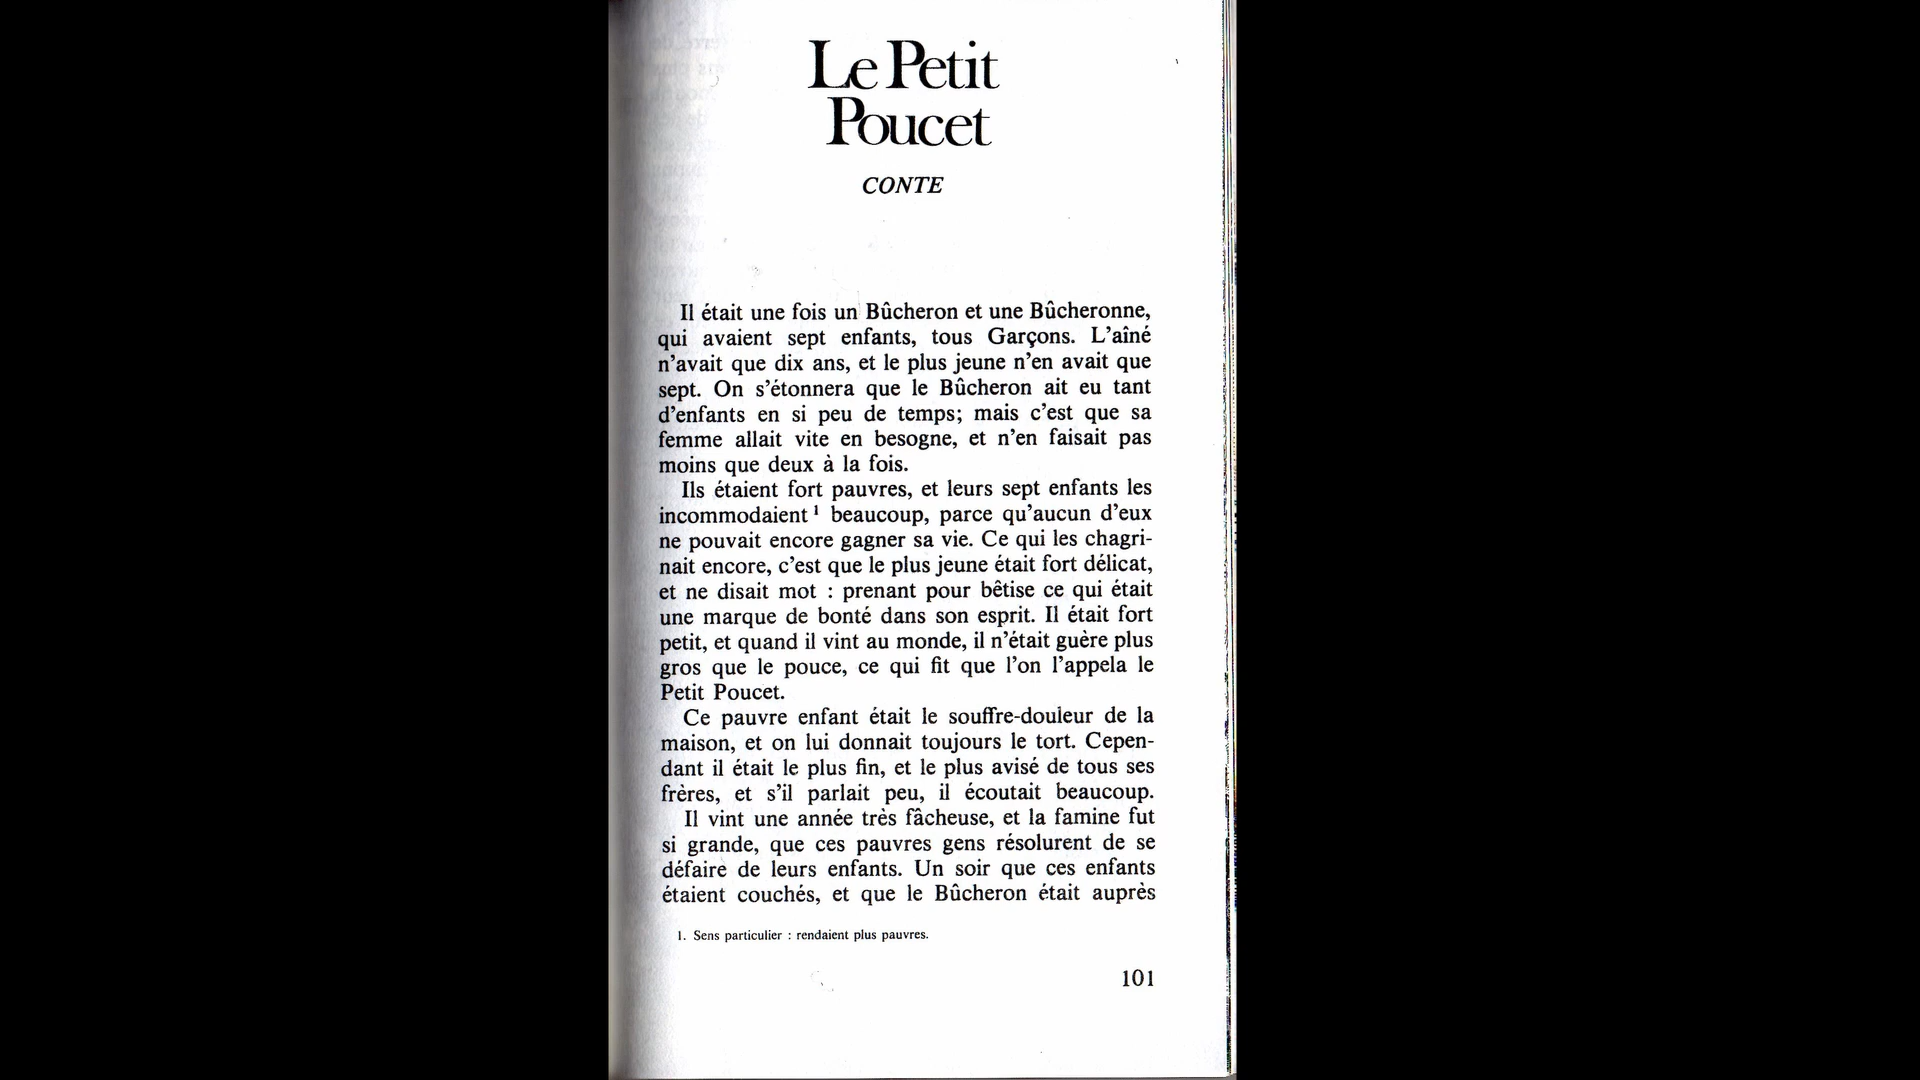 Le Petit
Poucet
CONTE
Il était une fois un Bûcheron et une Bûcheronne,
qui avaient sept enfants, tous Garçons. L'aîné
n'avait que dix ans, et le plus jeune n'en avait que
sept. On s'étonnera que le Bûcheron ait eu tant
d'enfants en si peu de temps; mais c'est que sa
femme allait vite en besogne, et n'en faisait pas
moins que deux à la fois.
Ils étaient fort pauvres, et leurs sept enfants les
incommodaient ¹ beaucoup, parce qu'aucun d'eux
ne pouvait encore gagner sa vie. Ce qui les chagri-
nait encore, c'est que le plus jeune était fort délicat,
et ne disait mot : prenant pour bêtise ce qui était
une marque de bonté dans son esprit. Il était fort
petit, et quand il vint au monde, il n'était guère plus
gros que le pouce, ce qui fit que l'on l'appela le
Petit Poucet.
Ce pauvre enfant était le souffre-douleur de la
maison, et on lui donnait toujours le tort. Cepen-
dant il était le plus fin, et le plus avisé de tous ses
frères, et s'il parlait peu, il écoutait beaucoup.
Il vint une année très fâcheuse, et la famine fut
si grande, que ces pauvres gens résolurent de se
défaire de leurs enfants. Un soir que ces enfants
étaient couchés, et que le Bûcheron était auprès
1. Sens particulier : rendaient plus pauvres.
101